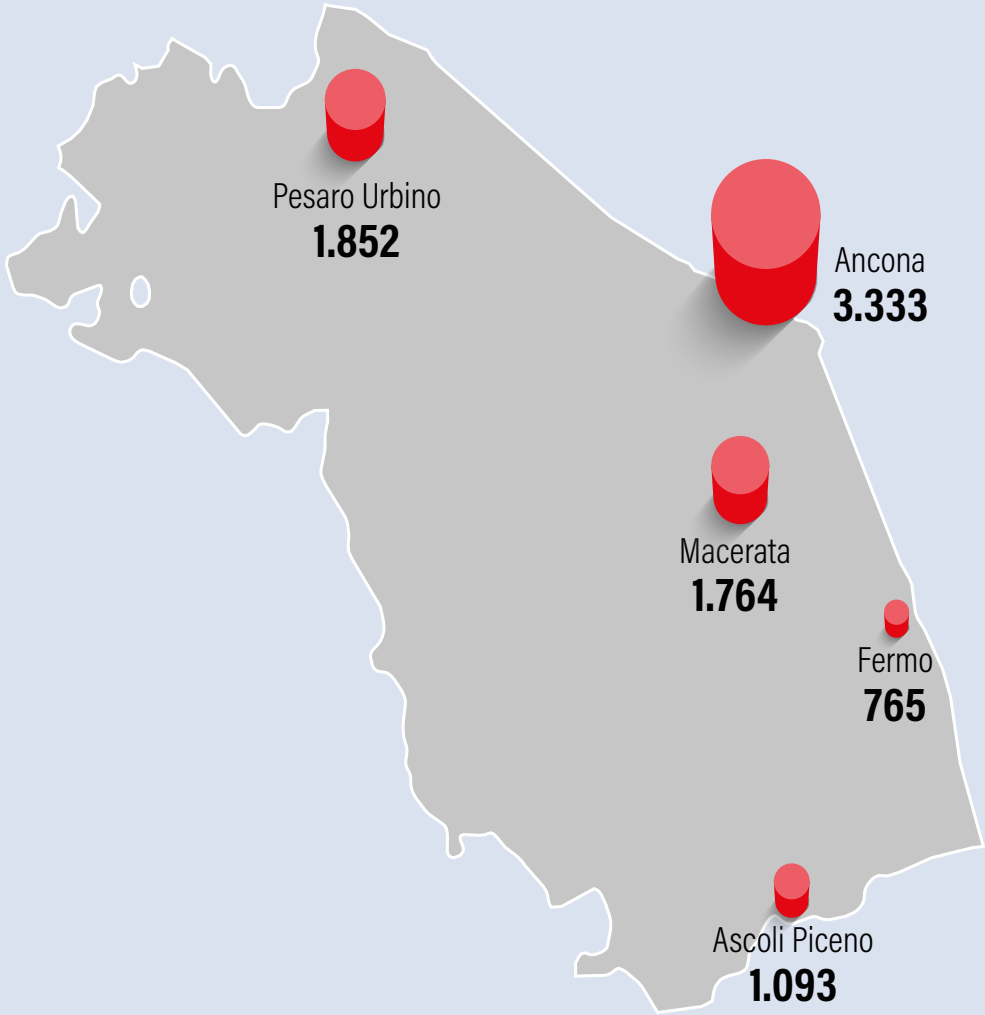 Pesaro Urbino
1.852
Ancona
3.333
Macerata
1.764
Fermo
765
Ascoli Piceno
1.093